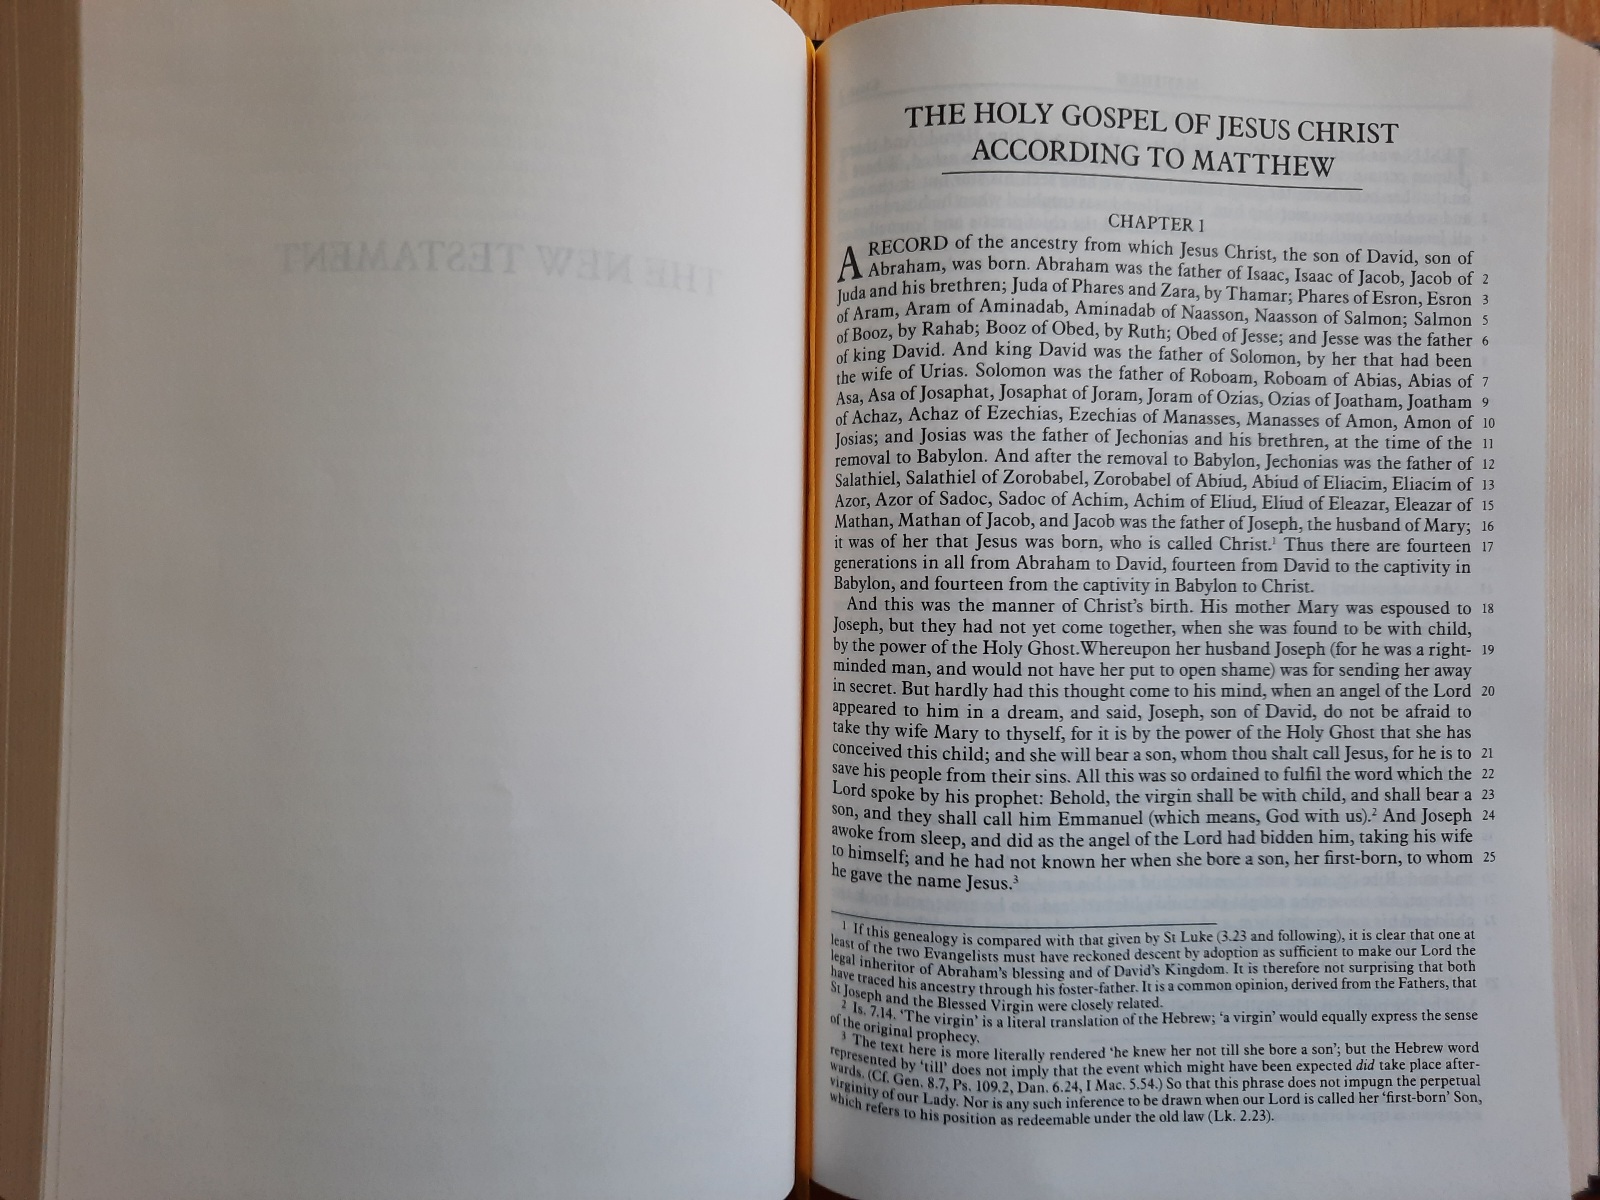 THE NEW TESTAMENT
THE HOLY GOSPEL OF JESUS CHRIST
ACCORDING TO MATTHEW
CHAPTER 1
A RECORD of the ancestry from which Jesus Christ, the son of David, son of
Abraham, was born. Abraham was the father of Isaac, Isaac of Jacob, Jacob of 2
Juda and his brethren; Juda of Phares and Zara, by Thamar; Phares of Esron, Esron 3
of Aram, Aram of Aminadab, Aminadab of Naasson, Naasson of Salmon; Salmon 5
of Booz, by Rahab; Booz of Obed, by Ruth; Obed of Jesse; and Jesse was the father 6
of king David. And king David was the father of Solomon, by her that had been
the wife of Urias. Solomon was the father of Roboam, Roboam of Abias, Abias of 7
Asa, Asa of Josaphat, Josaphat of Joram, Joram of Ozias, Ozias of Joatham, Joatham 9
of Achaz, Achaz of Ezechias, Ezechias of Manasses, Manasses of Amon, Amon of 10
Josias; and Josias was the father of Jechonias and his brethren, at the time of the 11
removal to Babylon. And after the removal to Babylon, Jechonias was the father of 12
Salathiel, Salathiel of Zorobabel, Zorobabel of Abiud, Abiud of Eliacim, Eliacim of 13
Azor, Azor of Sadoc, Sadoc of Achim, Achim of Eliud, Eliud of Eleazar, Eleazar of 15
Mathan, Mathan of Jacob, and Jacob was the father of Joseph, the husband of Mary; 16
it was of her that Jesus was born, who is called Christ.¹ Thus there are fourteen 17
generations in all from Abraham to David, fourteen from David to the captivity in
Babylon, and fourteen from the captivity in Babylon to Christ.
And this was the manner of Christ's birth. His mother Mary was espoused to 18
Joseph, but they had not yet come together, when she was found to be with child,
by the power of the Holy Ghost.Whereupon her husband Joseph (for he was a right- 19
minded man, and would not have her put to open shame) was for sending her away
in secret. But hardly had this thought come to his mind, when an angel of the Lord 20
appeared to him in a dream, and said, Joseph, son of David, do not be afraid to
take thy wife Mary to thyself, for it is by the power of the Holy Ghost that she has
conceived this child; and she will bear a son, whom thou shalt call Jesus, for he is to 21
save his people from their sins. All this was so ordained to fulfil the word which the 22
Lord spoke by his prophet: Behold, the virgin shall be with child, and shall bear a 23
son, and they shall call him Emmanuel (which means, God with us).² And Joseph 24
awoke from sleep, and did as the angel of the Lord had bidden him, taking his wife
to himself; and he had not known her when she bore a son, her first-born, to whom 25
he gave the name Jesus.³
¹ If this genealogy is compared with that given by St Luke (3.23 and following), it is clear that one at
least of the two Evangelists must have reckoned descent by adoption as sufficient to make our Lord the
legal inheritor of Abraham's blessing and of David's Kingdom. It is therefore not surprising that both
have traced his ancestry through his foster-father. It is a common opinion, derived from the Fathers, that
St Joseph and the Blessed Virgin were closely related.
² Is. 7.14. 'The virgin' is a literal translation of the Hebrew; 'a virgin' would equally express the sense
of the original prophecy.
³ The text here is more literally rendered 'he knew her not till she bore a son'; but the Hebrew word
represented by 'till' does not imply that the event which might have been expected did take place after-
wards. (Cf. Gen. 8.7, Ps. 109.2, Dan. 6.24, I Mac. 5.54.) So that this phrase does not impugn the perpetual
virginity of our Lady. Nor is any such inference to be drawn when our Lord is called her 'first-born' Son,
which refers to his position as redeemable under the old law (Lk. 2.23).